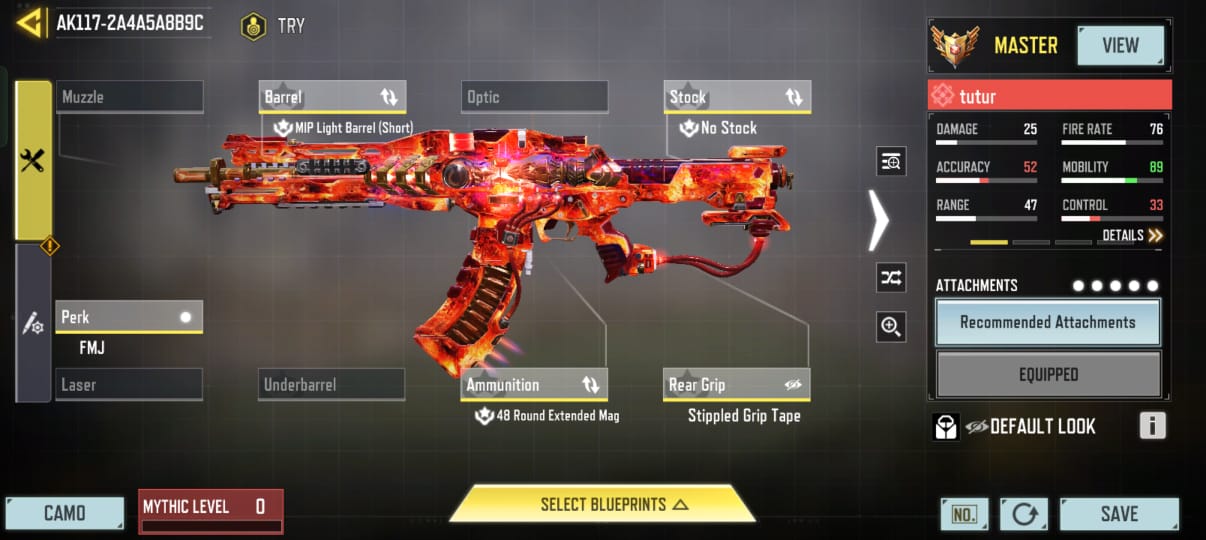 AK117-2A4A5A8B9C
TRY
MASTER
VIEW
tutur
Muzzle
Barrel
MIP Light Barrel (Short)
Optic
Stock
No Stock
DAMAGE 25
FIRE RATE 76
ACCURACY 52
MOBILITY 89
RANGE 47
CONTROL 33
DETAILS
ATTACHMENTS
Recommended Attachments
EQUIPPED
DEFAULT LOOK
Perk
FMJ
Laser
Underbarrel
Ammunition
48 Round Extended Mag
Rear Grip
Stippled Grip Tape
CAMO
MYTHIC LEVEL 0
SELECT BLUEPRINTS
NO.
SAVE